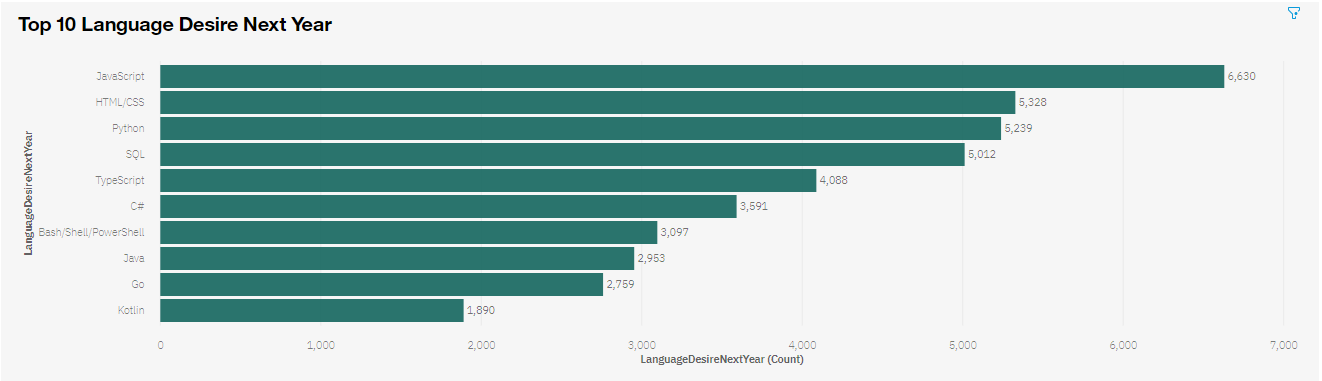 Top 10 Language Desire Next Year
LanguageDesireNextYear
JavaScript 6,630
HTML/CSS 5,328
Python 5,239
SQL 5,012
TypeScript 4,088
C# 3,591
Bash/Shell/PowerShell 3,097
Java 2,953
Go 2,759
Kotlin 1,890
0 1,000 2,000 3,000 4,000 5,000 6,000 7,000
LanguageDesireNextYear (Count)